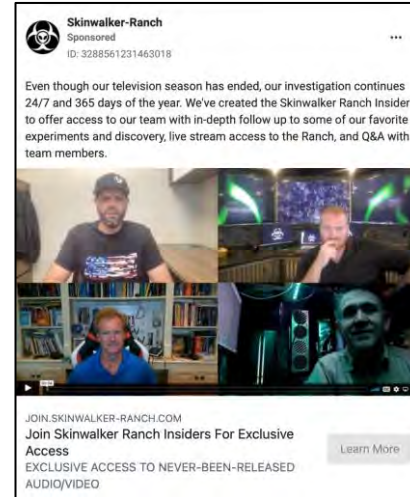 Skinwalker-Ranch
Sponsored
...
ID: 3288561231463018
Even though our television season has ended, our investigation continues
24/7 and 365 days of the year. We've created the Skinwalker Ranch Insider
to offer access to our team with in-depth follow up to some of our favorite
experiments and discovery, live stream access to the Ranch, and Q&A with
team members.
JOIN.SKINWALKER-RANCH.COM
Join Skinwalker Ranch Insiders For Exclusive
Access
Learn More
EXCLUSIVE ACCESS TO NEVER-BEEN-RELEASED
AUDIO/VIDEO